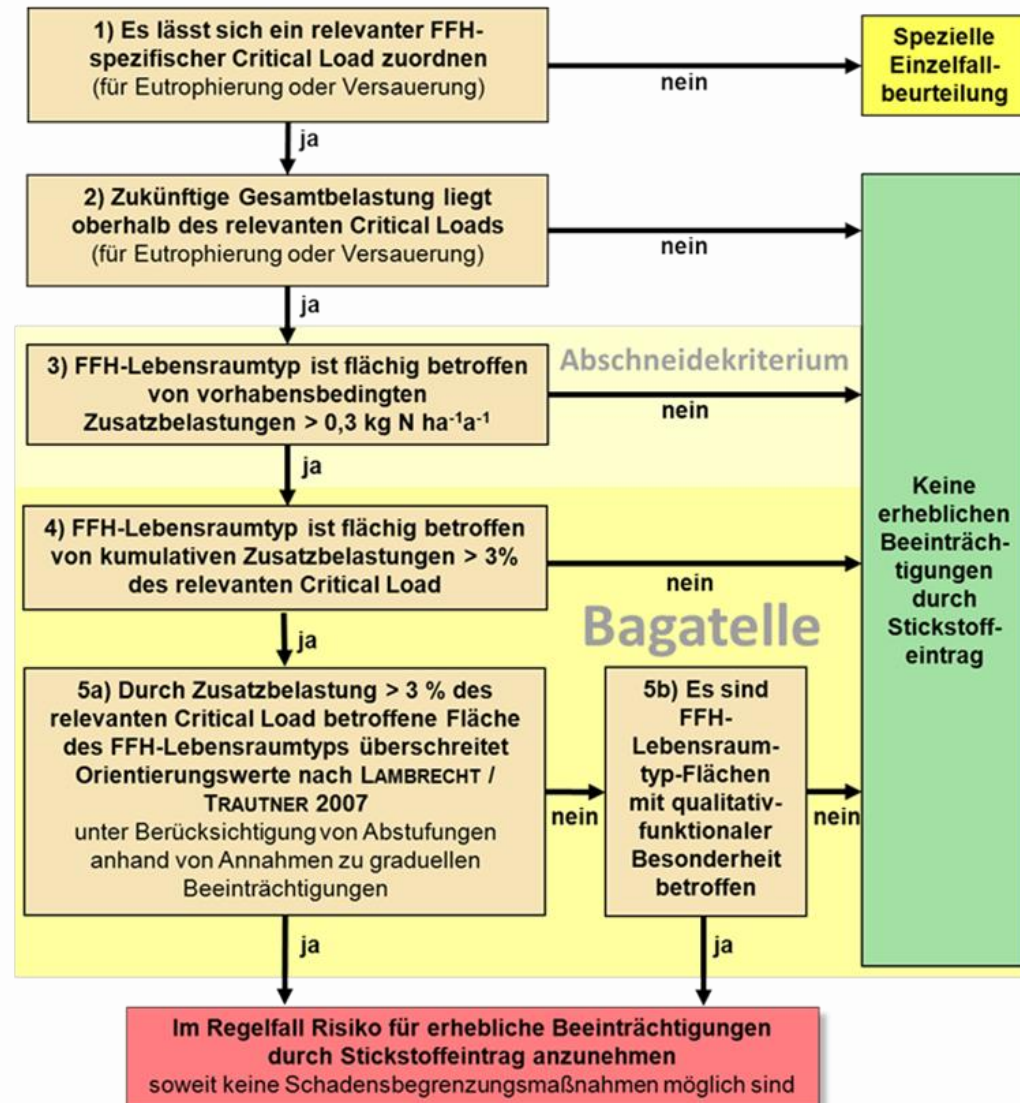 1) Es lässt sich ein relevanter FFH-
spezifischer Critical Load zuordnen
(für Eutrophierung oder Versauerung)
nein
Spezielle
Einzelfall-
beurteilung
ja
2) Zukünftige Gesamtbelastung liegt
oberhalb des relevanten Critical Loads
(für Eutrophierung oder Versauerung)
nein
ja
3) FFH-Lebensraumtyp ist flächig betroffen
von vorhabensbedingten
Zusatzbelastungen > 0,3 kg N ha⁻¹a⁻¹
Abschneidekriterium
nein
ja
4) FFH-Lebensraumtyp ist flächig betroffen
von kumulativen Zusatzbelastungen > 3%
des relevanten Critical Load
nein
Bagatelle
Keine
erheblichen
Beeinträch-
tigungen
durch
Stickstoff-
eintrag
ja
5a) Durch Zusatzbelastung > 3 % des
relevanten Critical Load betroffene Fläche
des FFH-Lebensraumtyps überschreitet
Orientierungswerte nach LAMBRECHT /
TRAUTNER 2007
unter Berücksichtigung von Abstufungen
anhand von Annahmen zu graduellen
Beeinträchtigungen
nein
5b) Es sind
FFH-
Lebensraum-
typ-Flächen
mit qualitativ-
funktionaler
Besonderheit
betroffen
nein
ja
ja
Im Regelfall Risiko für erhebliche Beeinträchtigungen
durch Stickstoffeintrag anzunehmen
soweit keine Schadensbegrenzungsmaßnahmen möglich sind